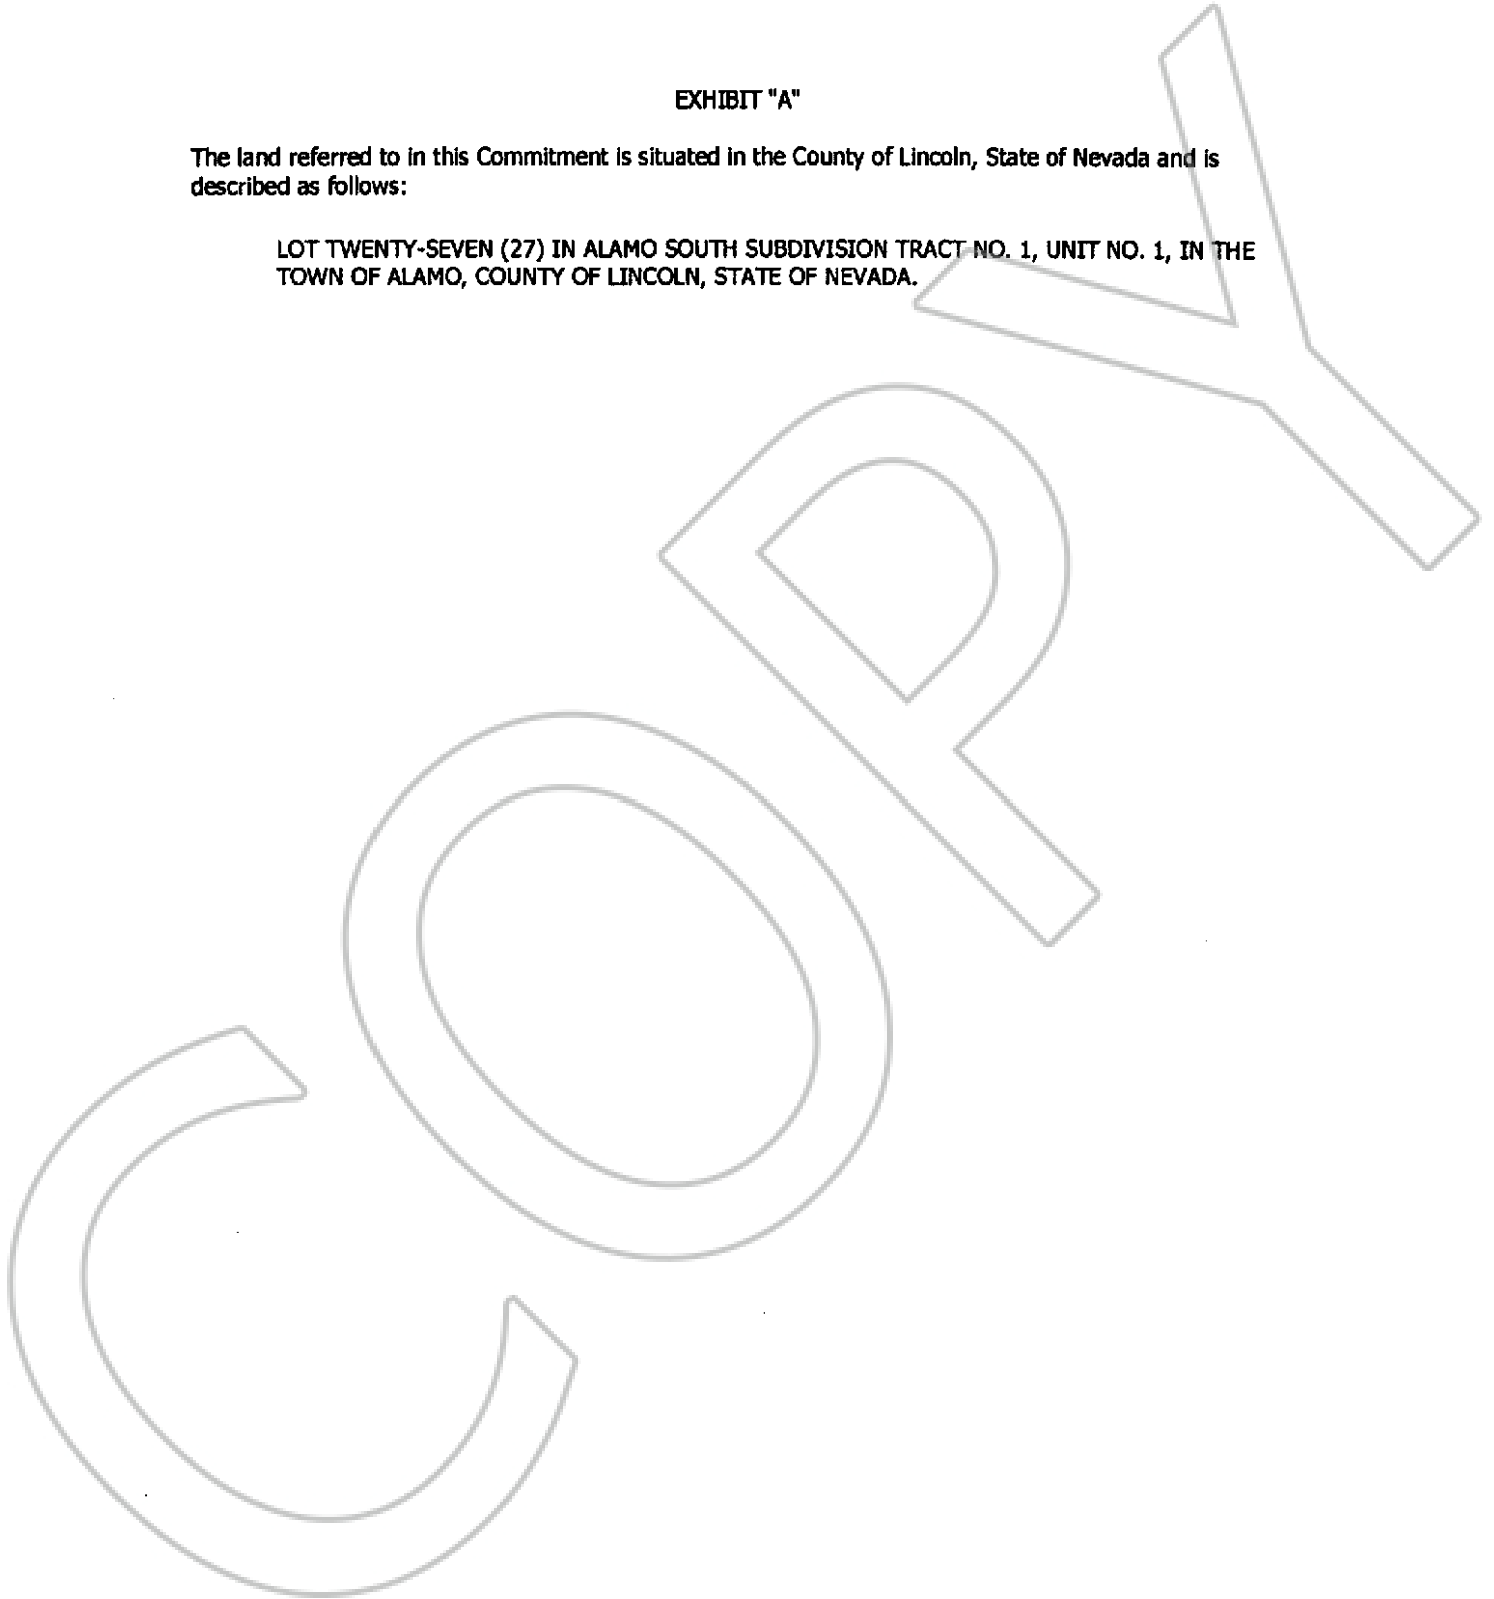 EXHIBIT "A"
The land referred to in this Commitment is situated in the County of Lincoln, State of Nevada and is
described as follows:
LOT TWENTY-SEVEN (27) IN ALAMO SOUTH SUBDIVISION TRACT NO. 1, UNIT NO. 1, IN THE
TOWN OF ALAMO, COUNTY OF LINCOLN, STATE OF NEVADA.
COPY